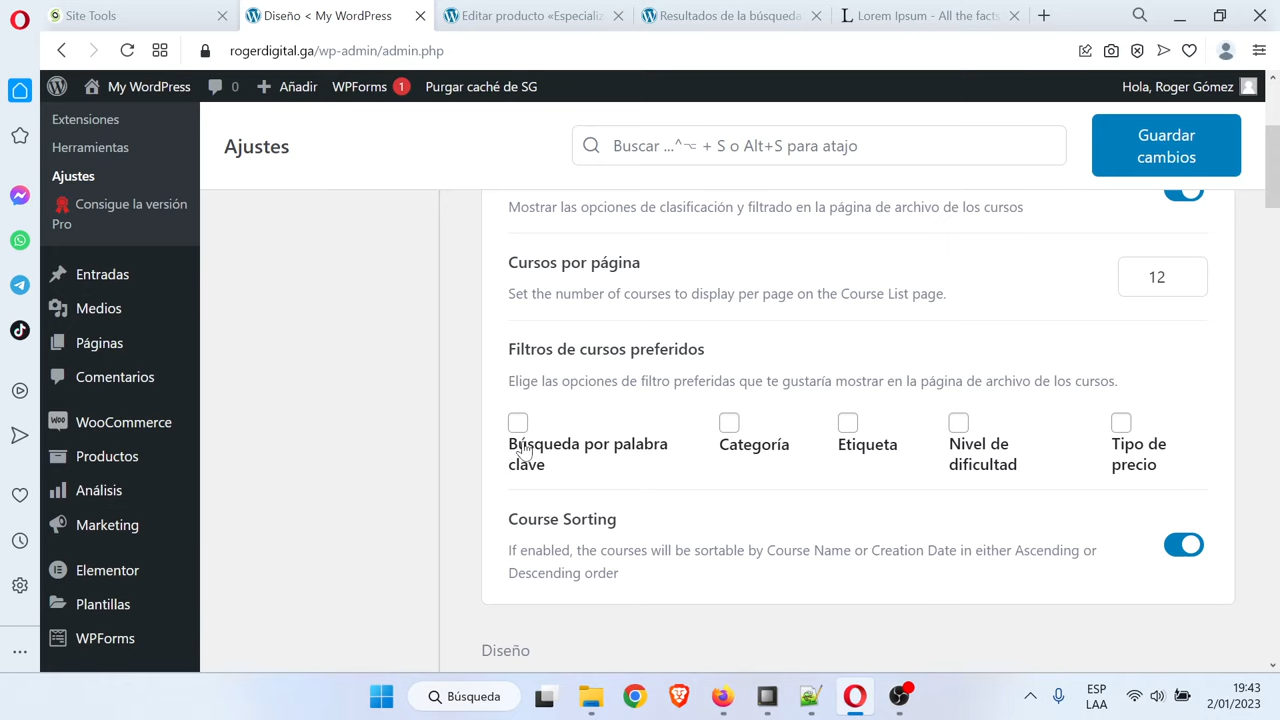 Site Tools
Diseño < My WordPress
Editar producto «Especializ
Resultados de la búsqueda
Lorem Ipsum - All the facts
rogerdigital.ga/wp-admin/admin.php
My WordPress
0
Añadir
WPForms 1
Purgar caché de SG
Hola, Roger Gómez
Extensiones
Herramientas
Ajustes
Consigue la versión
Pro
Entradas
Medios
Páginas
Comentarios
WooCommerce
Productos
Análisis
Marketing
Elementor
Plantillas
WPForms
Ajustes
Buscar ...^⌥ + S o Alt+S para atajo
Guardar
cambios
Mostrar las opciones de clasificación y filtrado en la página de archivo de los cursos
Cursos por página
12
Set the number of courses to display per page on the Course List page.
Filtros de cursos preferidos
Elige las opciones de filtro preferidas que te gustaría mostrar en la página de archivo de los cursos.
Búsqueda por palabra
clave
Categoría
Etiqueta
Nivel de
dificultad
Tipo de
precio
Course Sorting
If enabled, the courses will be sortable by Course Name or Creation Date in either Ascending or
Descending order
Diseño
Búsqueda
ESP
LAA
19:43
2/01/2023